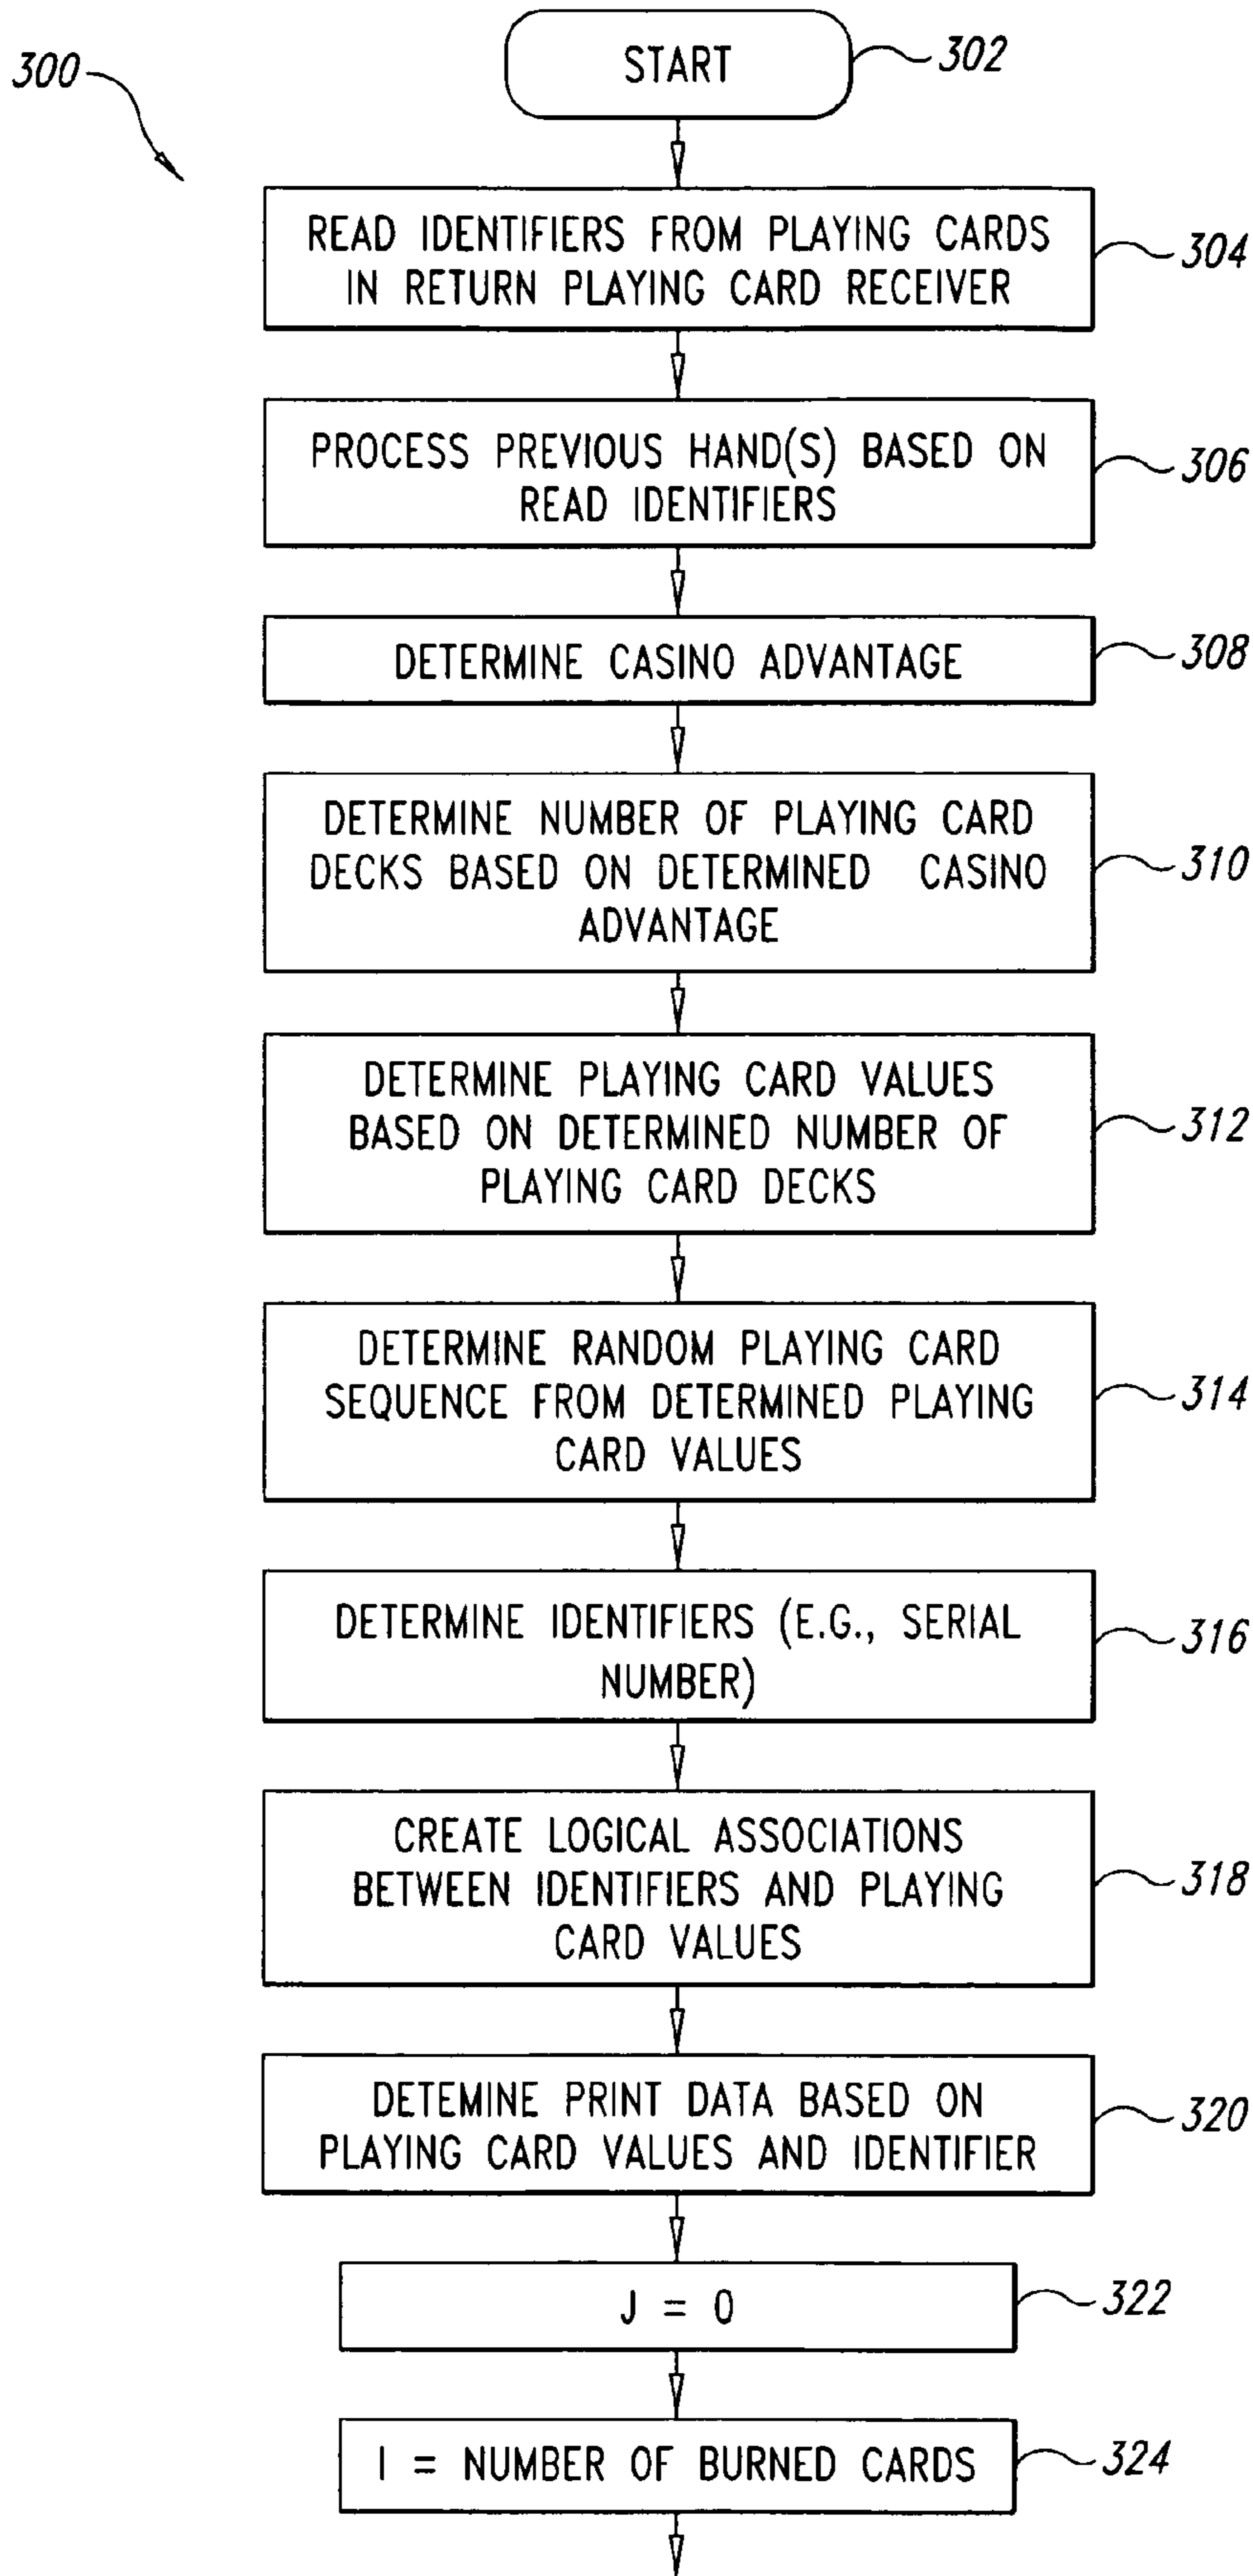 300
START
302
READ IDENTIFIERS FROM PLAYING CARDS
IN RETURN PLAYING CARD RECEIVER
304
PROCESS PREVIOUS HAND(S) BASED ON
READ IDENTIFIERS
306
DETERMINE CASINO ADVANTAGE
308
DETERMINE NUMBER OF PLAYING CARD
DECKS BASED ON DETERMINED CASINO
ADVANTAGE
310
DETERMINE PLAYING CARD VALUES
BASED ON DETERMINED NUMBER OF
PLAYING CARD DECKS
312
DETERMINE RANDOM PLAYING CARD
SEQUENCE FROM DETERMINED PLAYING
CARD VALUES
314
DETERMINE IDENTIFIERS (E.G., SERIAL
NUMBER)
316
CREATE LOGICAL ASSOCIATIONS
BETWEEN IDENTIFIERS AND PLAYING
CARD VALUES
318
DETEMINE PRINT DATA BASED ON
PLAYING CARD VALUES AND IDENTIFIER
320
J = 0
322
I = NUMBER OF BURNED CARDS
324